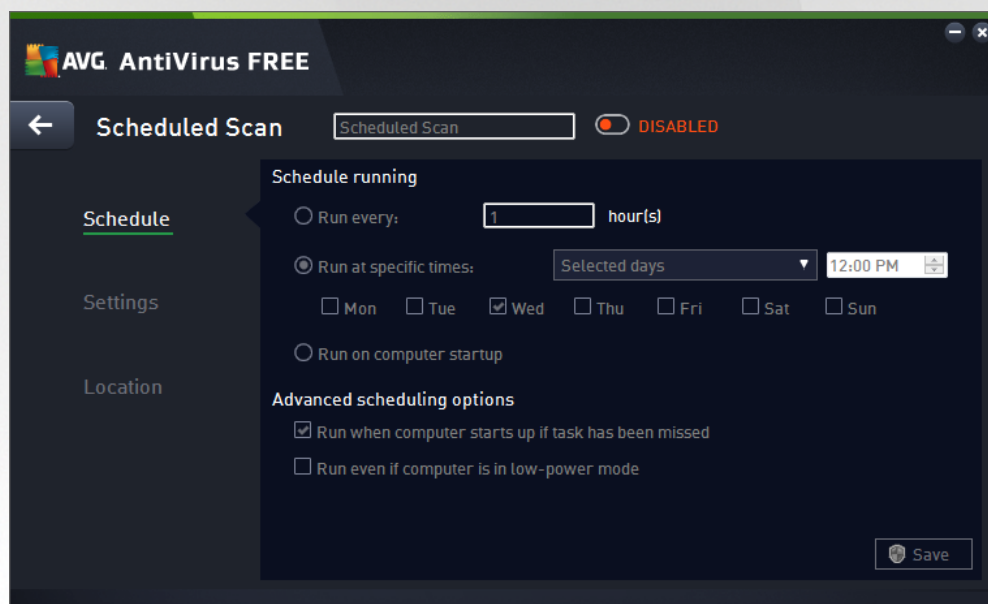 AVG. AntiVirus FREE
Scheduled Scan Scheduled Scan DISABLED
Schedule
Settings
Location
Schedule running
Run every: 1 hour(s)
Run at specific times: Selected days 12:00 PM
Mon Tue Wed Thu Fri Sat Sun
Run on computer startup
Advanced scheduling options
Run when computer starts up if task has been missed
Run even if computer is in low-power mode
Save